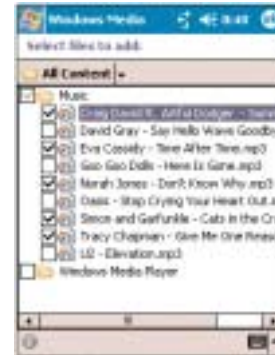 Windows Media 8:48
Select files to add:
All Content
Music
Craig David ft. Artful Dodger -
David Gray - Say Hello Wave Goodb
Eva Cassidy - Time After Time.mp3
Goo Goo Dolls - Here Is Gone.mp3
Norah Jones - Don't Know Why.mp3
Oasis - Stop Crying Your Heart Out.m
Simon and Garfunkle - Cats in the Cr
Tracy Chapman - Give Me One Reaso
U2 - Elevation.mp3
Windows Media Player